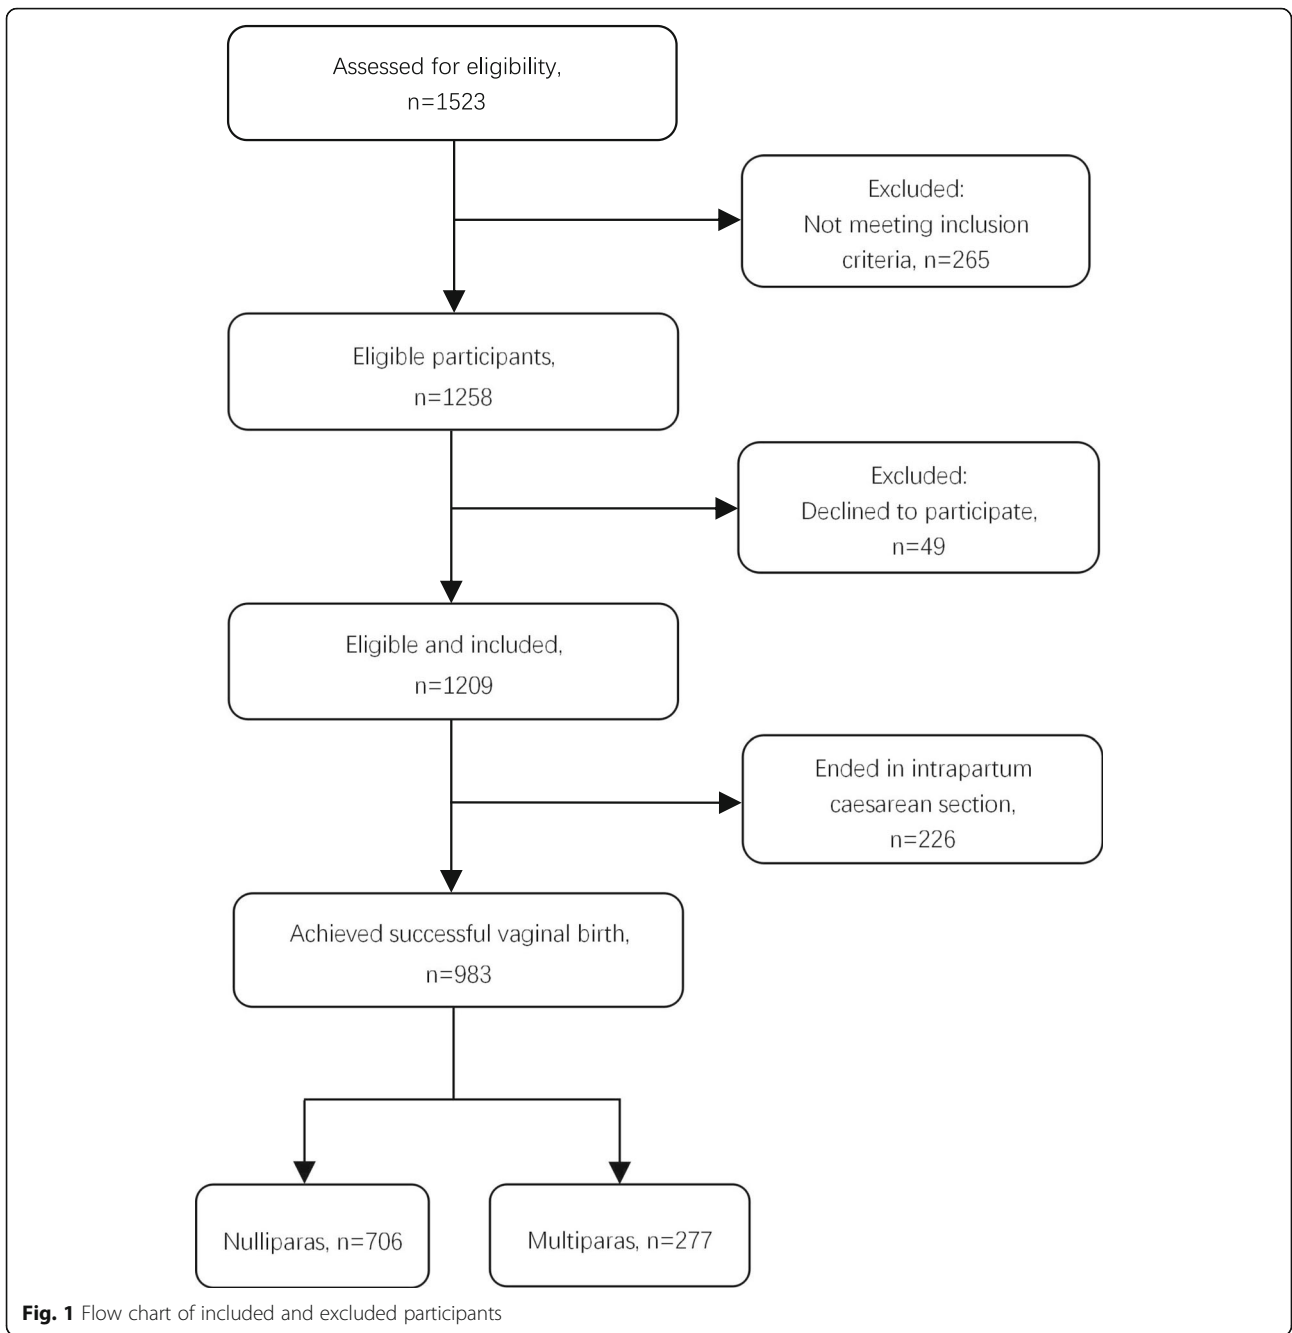 Assessed for eligibility,
n=1523
Excluded:
Not meeting inclusion
criteria, n=265
Eligible participants,
n=1258
Excluded:
Declined to participate,
n=49
Eligible and included,
n=1209
Ended in intrapartum
caesarean section,
n=226
Achieved successful vaginal birth,
n=983
Nulliparas, n=706
Multiparas, n=277
Fig. 1 Flow chart of included and excluded participants